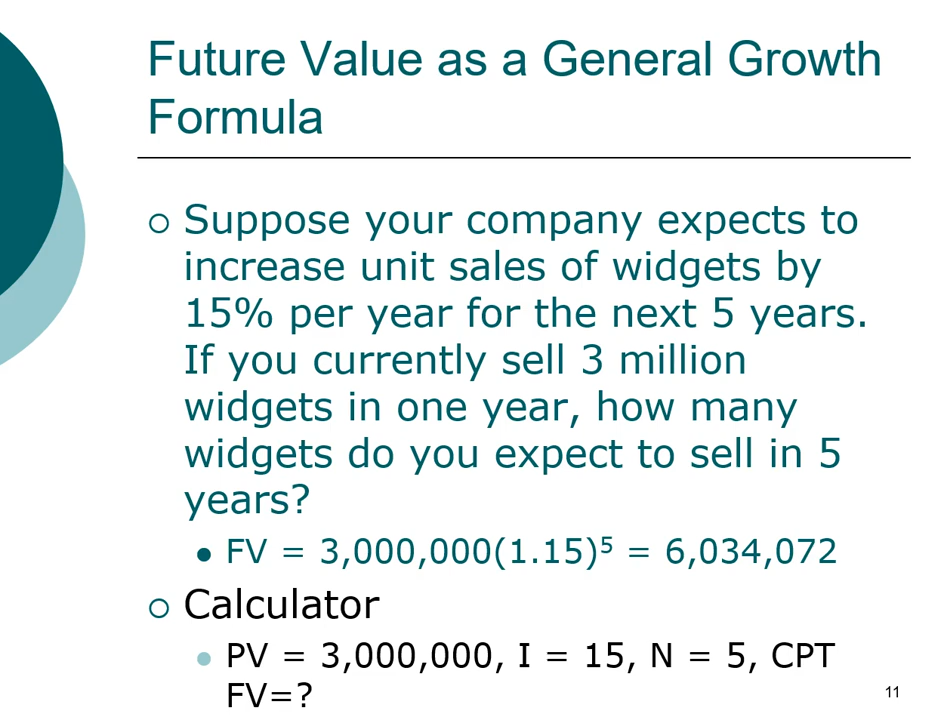 Future Value as a General Growth
Formula
Suppose your company expects to
increase unit sales of widgets by
15% per year for the next 5 years.
If you currently sell 3 million
widgets in one year, how many
widgets do you expect to sell in 5
years?
FV = 3,000,000(1.15)⁵ = 6,034,072
Calculator
PV = 3,000,000, I = 15, N = 5, CPT
FV=?
11